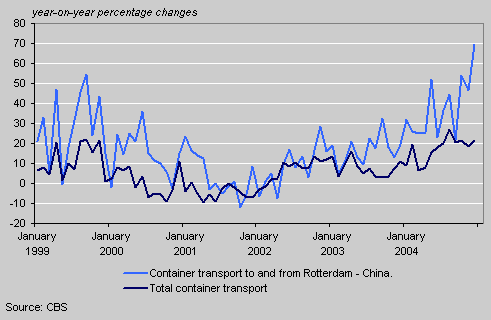 year-on-year percentage changes
80
70
60
50
40
30
20
10
0
-10
-20
January 1999
January 2000
January 2001
January 2002
January 2003
January 2004
Container transport to and from Rotterdam - China.
Total container transport
Source: CBS